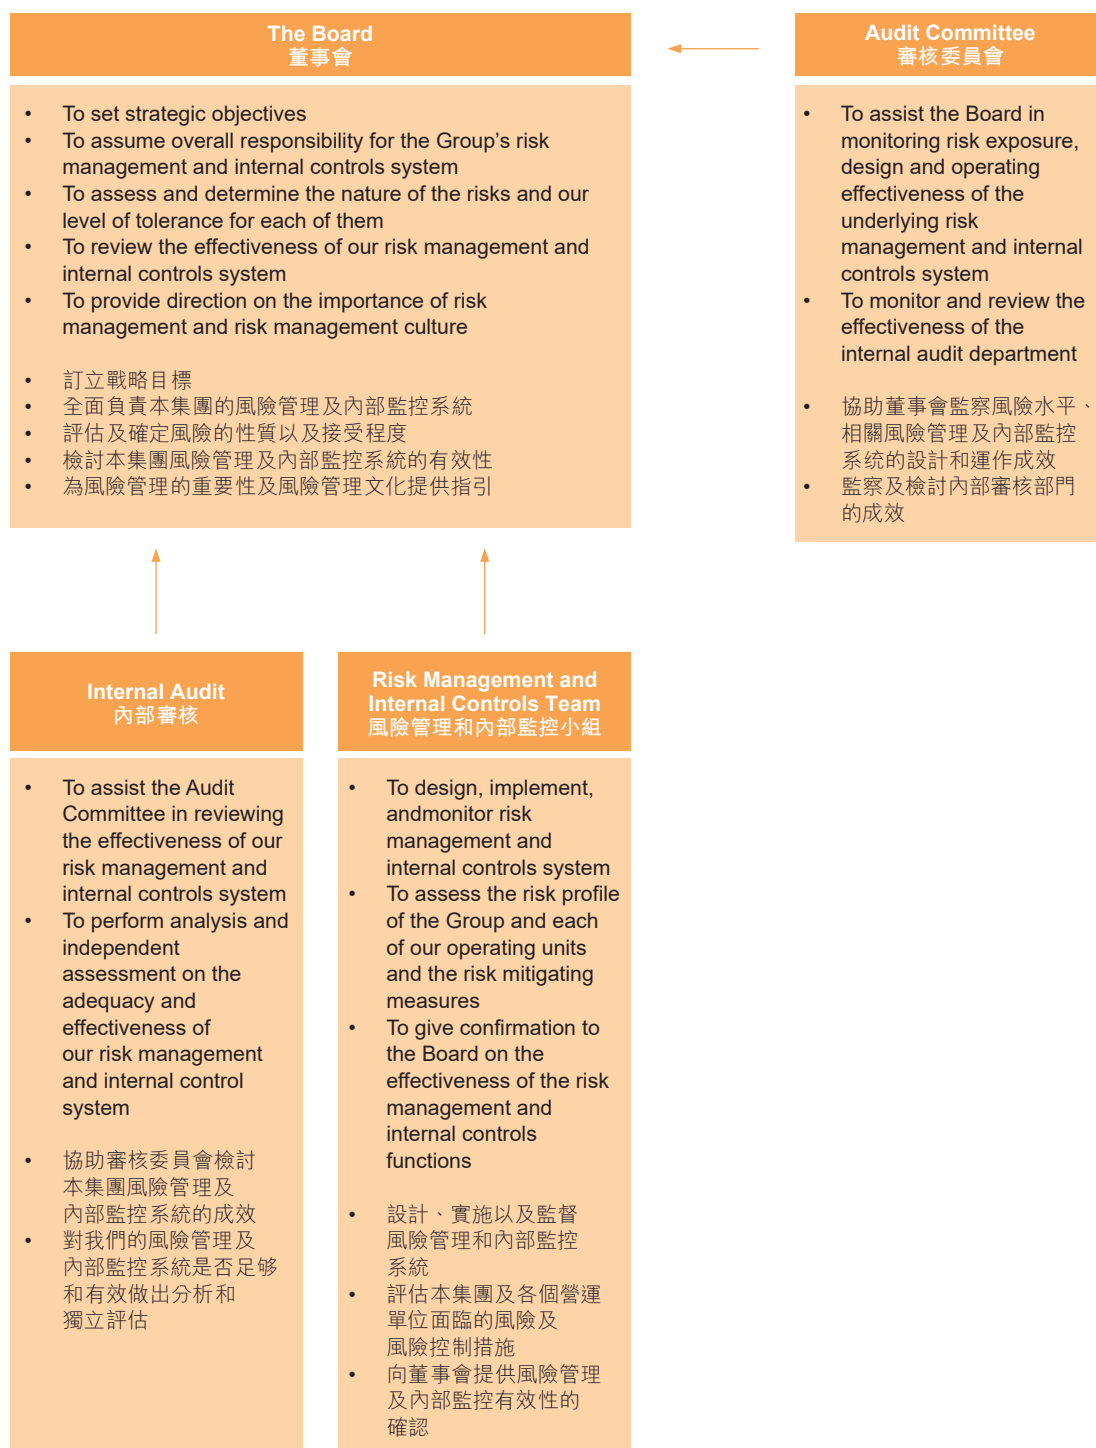 The Board
董事會
• To set strategic objectives
• To assume overall responsibility for the Group’s risk
management and internal controls system
• To assess and determine the nature of the risks and our
level of tolerance for each of them
• To review the effectiveness of our risk management and
internal controls system
• To provide direction on the importance of risk
management and risk management culture
• 訂立戰略目標
• 全面負責本集團的風險管理及內部監控系統
• 評估及確定風險的性質以及接受程度
• 檢討本集團風險管理及內部監控系統的有效性
• 為風險管理的重要性及風險管理文化提供指引
Audit Committee
審核委員會
• To assist the Board in
monitoring risk exposure,
design and operating
effectiveness of the
underlying risk
management and internal
controls system
• To monitor and review the
effectiveness of the
internal audit department
• 協助董事會監察風險水平、
相關風險管理及內部監控
系统的設計和運作成效
• 監察及檢討內部審核部門
的成效
Internal Audit
內部審核
• To assist the Audit
Committee in reviewing
the effectiveness of our
risk management and
internal controls system
• To perform analysis and
independent
assessment on the
adequacy and
effectiveness of
our risk management
and internal control
system
• 協助審核委員會檢討
本集團風險管理及
內部監控系統的成效
• 對我們的風險管理及
內部監控系統是否足够
和有效做出分析和
獨立評估
Risk Management and
Internal Controls Team
風險管理和內部監控小組
• To design, implement,
andmonitor risk
management and
internal controls system
• To assess the risk profile
of the Group and each
of our operating units
and the risk mitigating
measures
• To give confirmation to
the Board on the
effectiveness of the risk
management and
internal controls
functions
• 設計、實施以及監督
風險管理和內部監控
系統
• 評估本集團及各個營運
單位面臨的風險及
風險控制措施
• 向董事會提供風險管理
及內部監控有效性的
確認